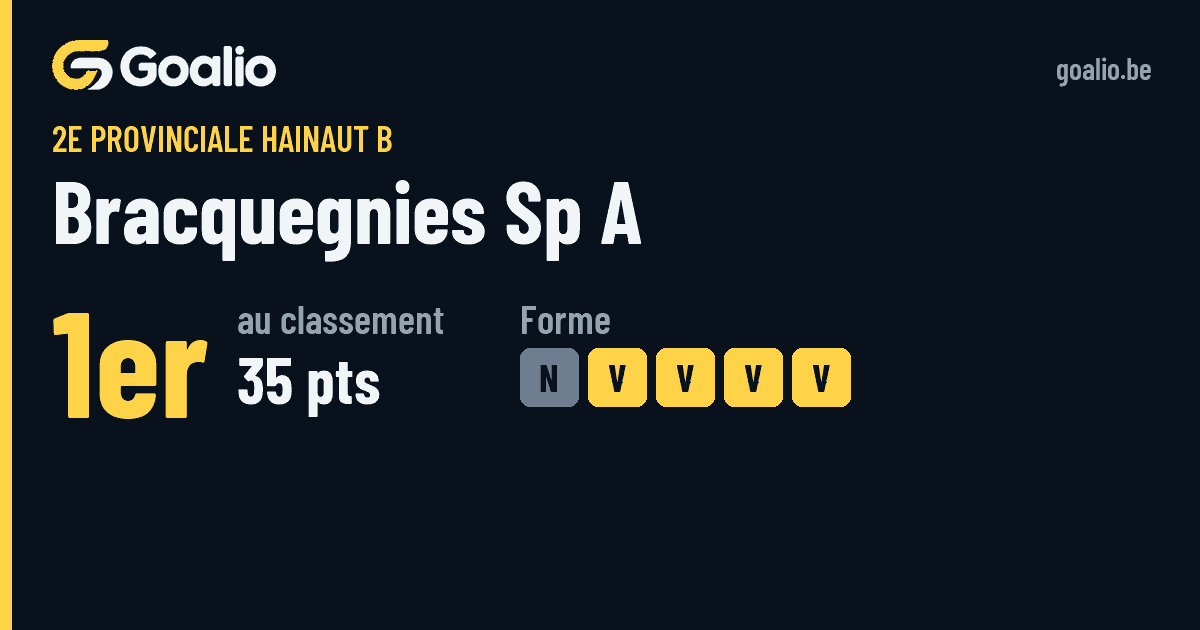 Goalio
goalio.be
2E PROVINCIALE HAINAUT B
Bracquegnies Sp A
1er
au classement
35 pts
Forme
N V V V V